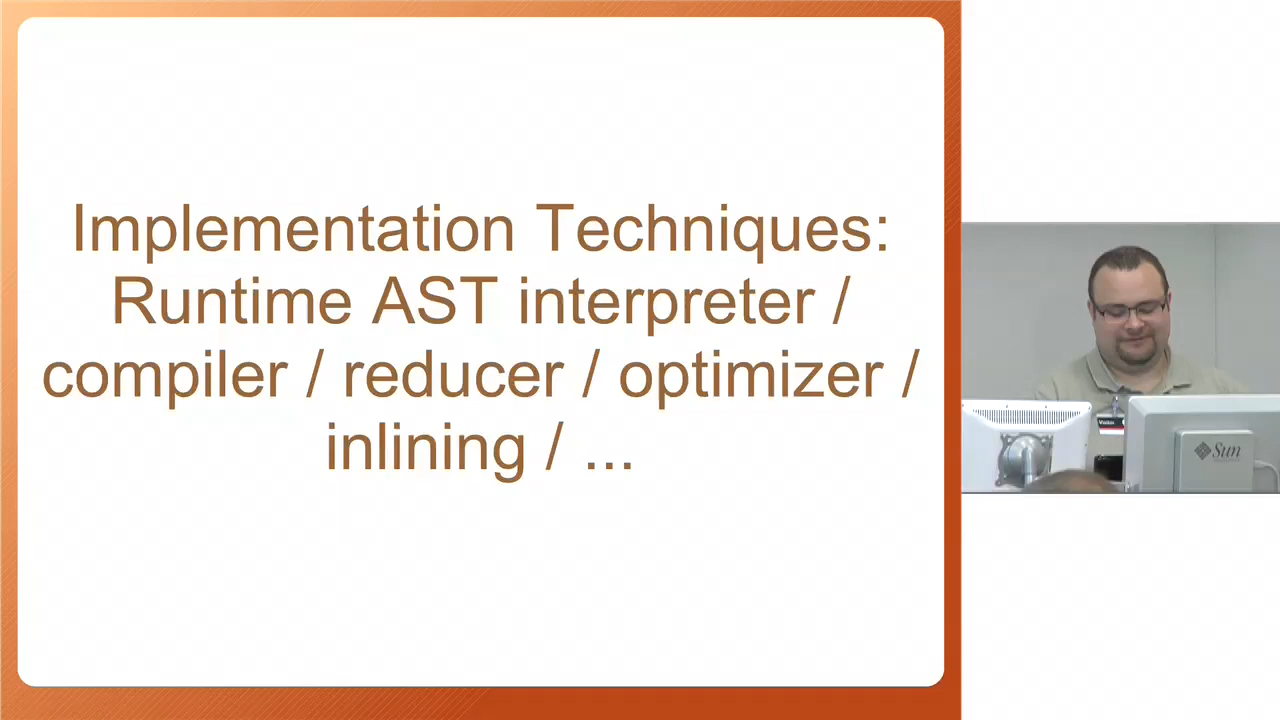 Implementation Techniques:
Runtime AST interpreter /
compiler / reducer / optimizer /
inlining / ...
Sun